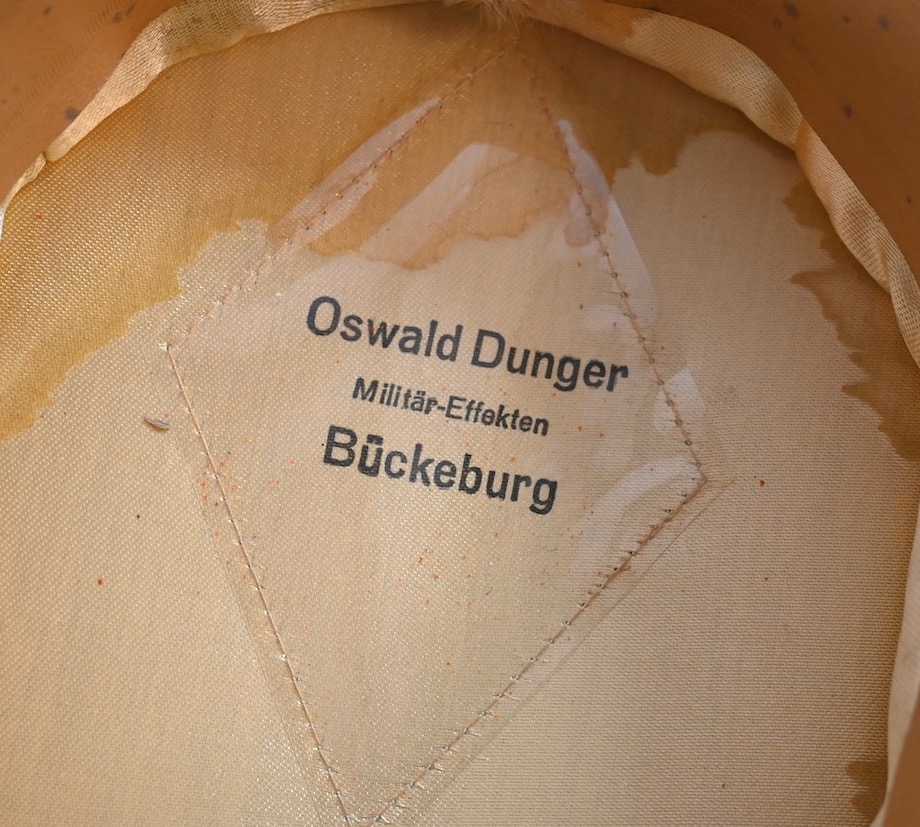 Oswald Dunger
Militär-Effekten
Bückeburg